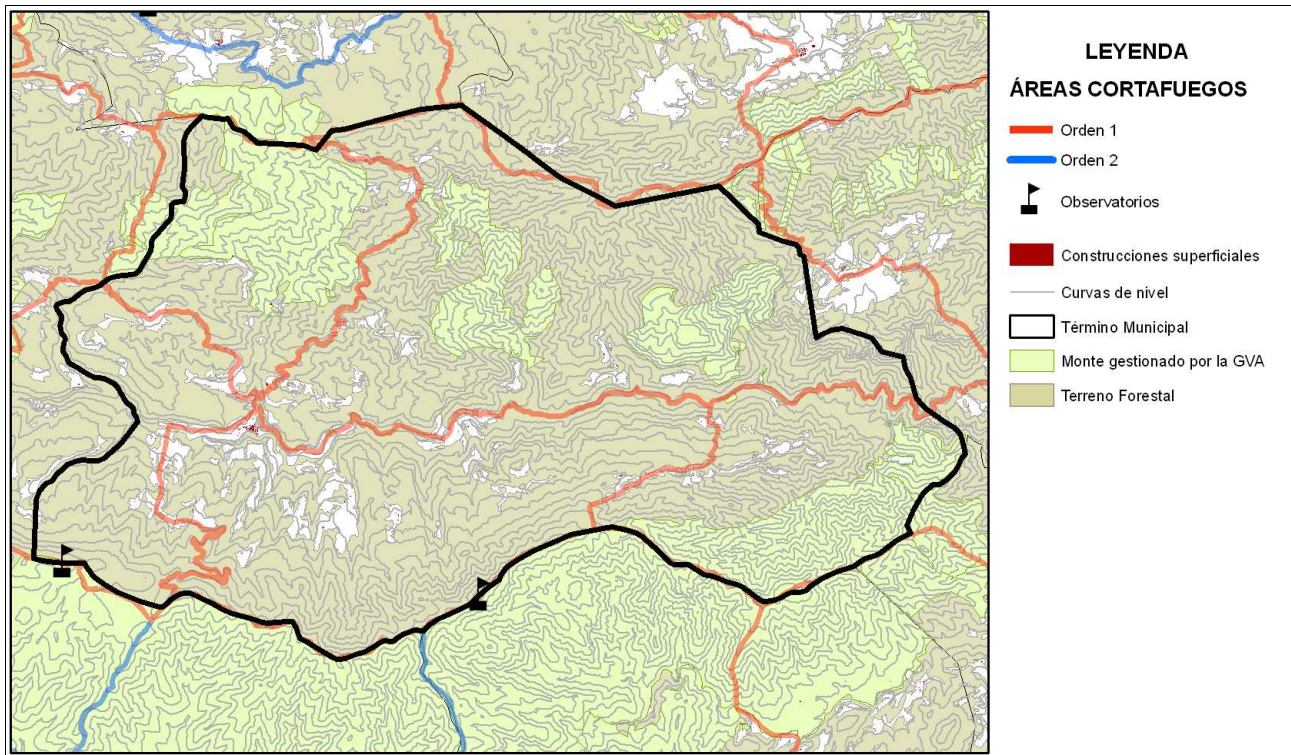 LEYENDA
ÁREAS CORTAFUEGOS
Orden 1
Orden 2
Observatorios
Construcciones superficiales
Curvas de nivel
Término Municipal
Monte gestionado por la GVA
Terreno Forestal